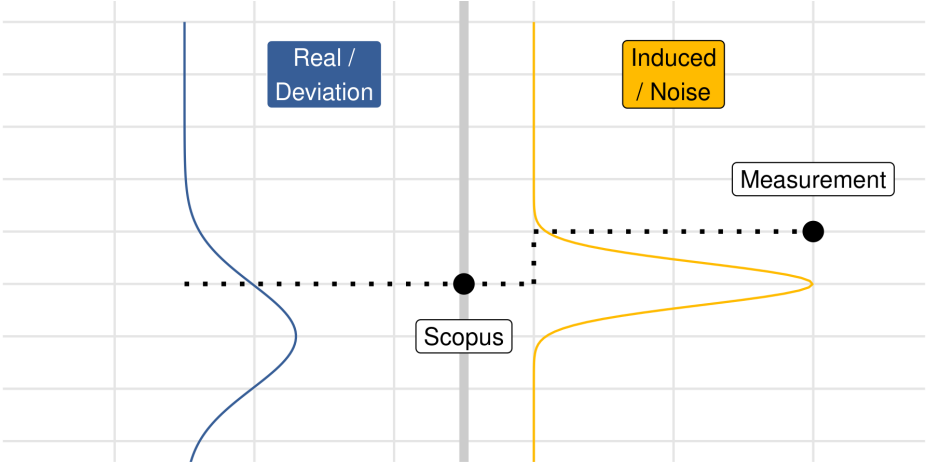 Real /
Deviation
Induced
/ Noise
Measurement
Scopus